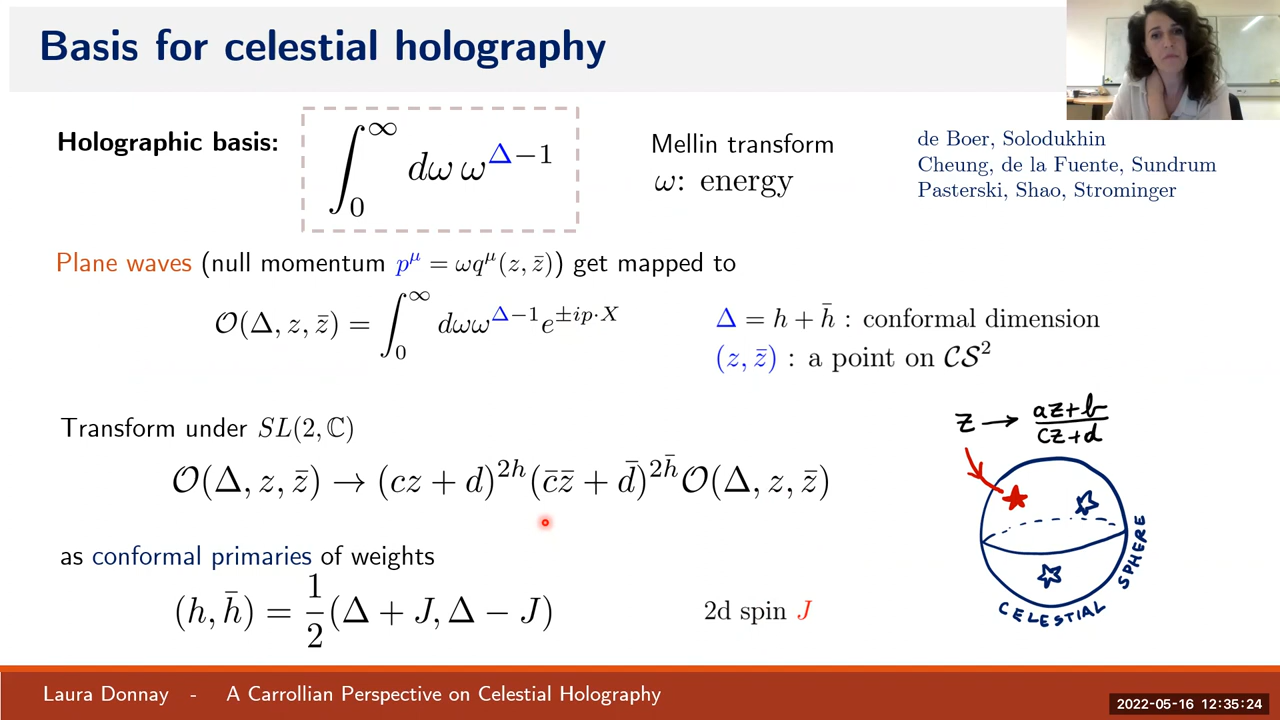 Basis for celestial holography
Holographic basis:
∫₀^∞ dω ω^{Δ−1}
Mellin transform
ω: energy
de Boer, Solodukhin
Cheung, de la Fuente, Sundrum
Pasterski, Shao, Strominger
Plane waves (null momentum p^μ = ωq^μ(z, z̄)) get mapped to
𝒪(Δ, z, z̄) = ∫₀^∞ dωω^{Δ−1}e^{±ip·X}
Δ = h + h̄ : conformal dimension
(z, z̄) : a point on 𝒞𝒮²
Transform under SL(2, ℂ)
𝒪(Δ, z, z̄) → (cz + d)^{2h}(c̄z̄ + d̄)^{2h̄}𝒪(Δ, z, z̄)
z → az+b
cz+d
as conformal primaries of weights
(h, h̄) = 1/2(Δ + J, Δ − J)
2d spin J
CELESTIAL SPHERE
Laura Donnay - A Carrollian Perspective on Celestial Holography
2022-05-16 12:35:24